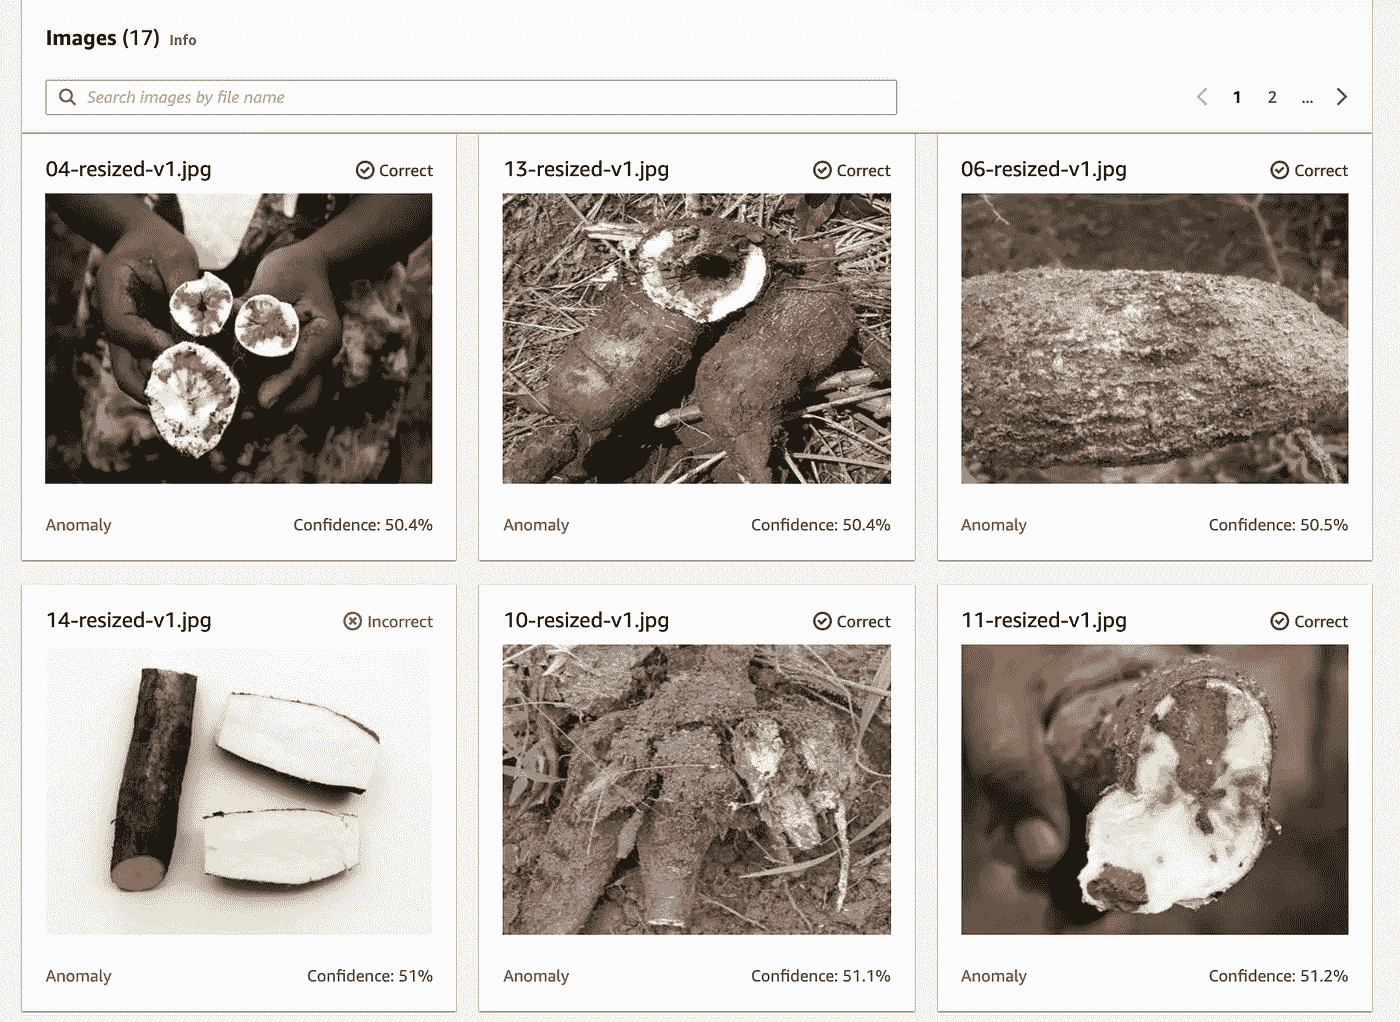 Images (17) Info
Search images by file name
1 2 ...
04-resized-v1.jpg Correct
13-resized-v1.jpg Correct
06-resized-v1.jpg Correct
Anomaly Confidence: 50.4%
Anomaly Confidence: 50.4%
Anomaly Confidence: 50.5%
14-resized-v1.jpg Incorrect
10-resized-v1.jpg Correct
11-resized-v1.jpg Correct
Anomaly Confidence: 51%
Anomaly Confidence: 51.1%
Anomaly Confidence: 51.2%